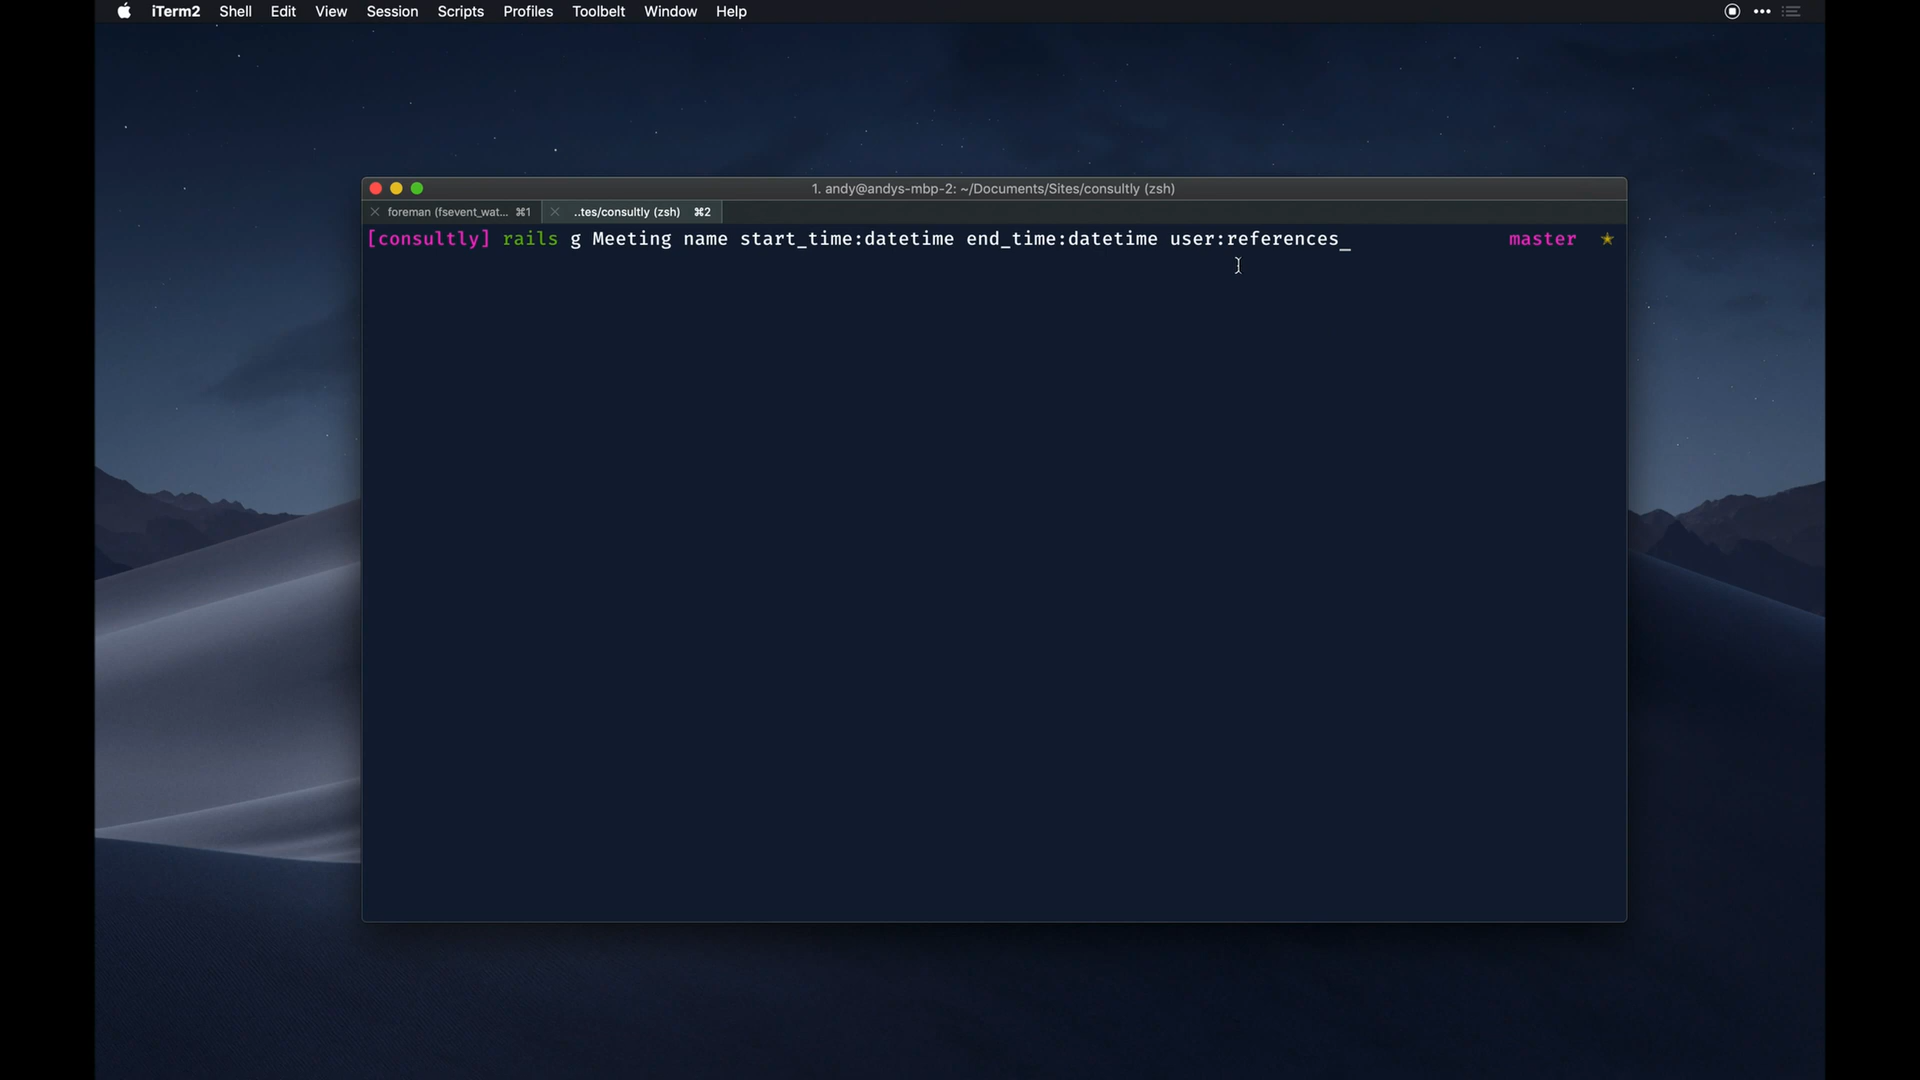 iTerm2 Shell Edit View Session Scripts Profiles Toolbelt Window Help
1. andy@andys-mbp-2: ~/Documents/Sites/consultly (zsh)
foreman (fsevent_wat... ⌘1 ..tes/consultly (zsh) ⌘2
[consultly] rails g Meeting name start_time:datetime end_time:datetime user:references_ master ★